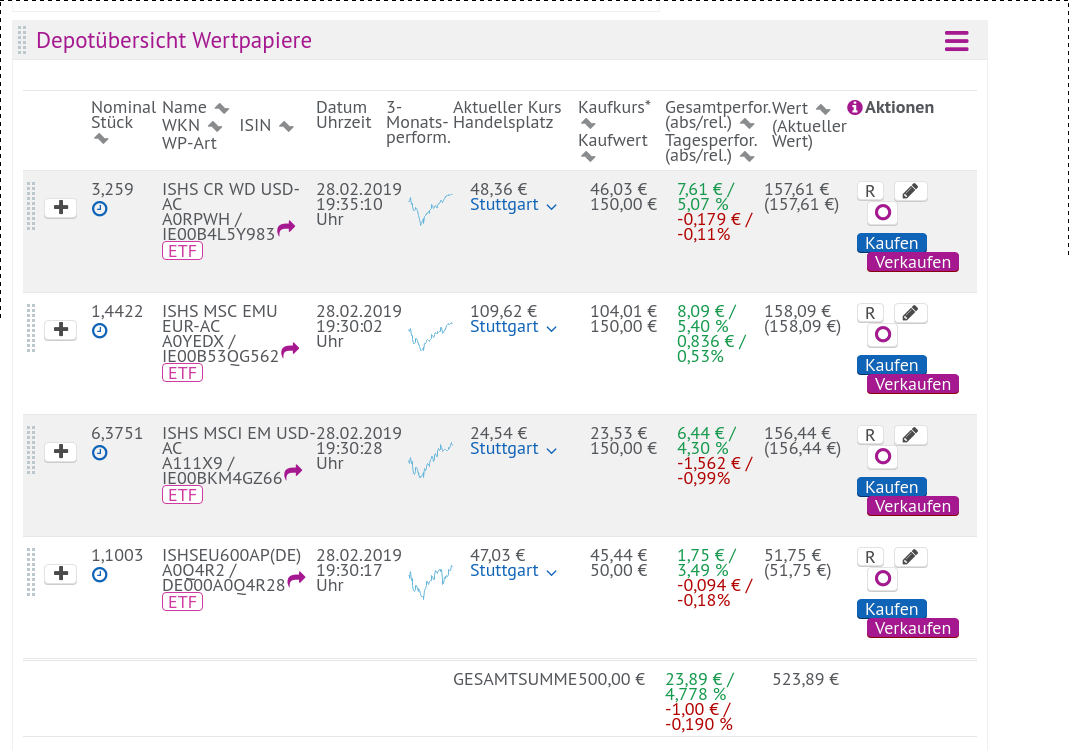 Depotübersicht Wertpapiere
Nominal
Stück
Name
WKN ISIN
WP-Art
Datum
Uhrzeit
3-
Monats-
perform.
Aktueller Kurs
Handelsplatz
Kaufkurs*
Kaufwert
Gesamtperfor.
(abs/rel.)
Tagesperfor.
(abs/rel.)
Wert
(Aktueller
Wert)
Aktionen
3,259
ISHS CR WD USD-
AC
A0RPWH /
IE00B4L5Y983
ETF
28.02.2019
19:35:10
Uhr
48,36 €
Stuttgart
46,03 €
150,00 €
7,61 € /
5,07 %
-0,179 € /
-0,11%
157,61 €
(157,61 €)
R
Kaufen
Verkaufen
1,4422
ISHS MSC EMU
EUR-AC
A0YEDX /
IE00B53QG562
ETF
28.02.2019
19:30:02
Uhr
109,62 €
Stuttgart
104,01 €
150,00 €
8,09 € /
5,40 %
0,836 € /
0,53%
158,09 €
(158,09 €)
R
Kaufen
Verkaufen
6,3751
ISHS MSCI EM USD-
AC
A111X9 /
IE00BKM4GZ66
ETF
28.02.2019
19:30:28
Uhr
24,54 €
Stuttgart
23,53 €
150,00 €
6,44 € /
4,30 %
-1,562 € /
-0,99%
156,44 €
(156,44 €)
R
Kaufen
Verkaufen
1,1003
ISHSEU600AP(DE)
A0Q4R2 /
DE000A0Q4R28
ETF
28.02.2019
19:30:17
Uhr
47,03 €
Stuttgart
45,44 €
50,00 €
1,75 € /
3,49 %
-0,094 € /
-0,18%
51,75 €
(51,75 €)
R
Kaufen
Verkaufen
GESAMTSUMME
500,00 €
23,89 € /
4,778 %
-1,00 € /
-0,190 %
523,89 €